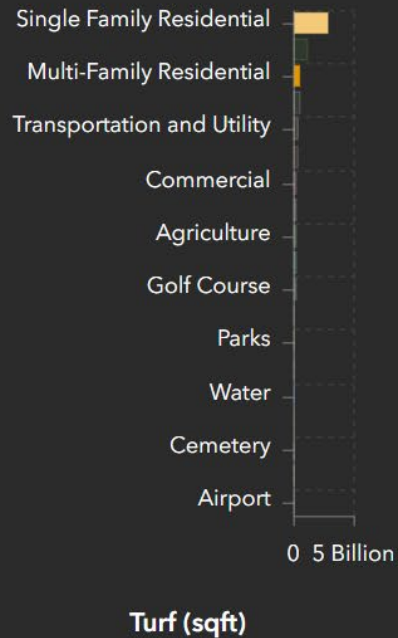 Single Family Residential
Multi-Family Residential
Transportation and Utility
Commercial
Agriculture
Golf Course
Parks
Water
Cemetery
Airport
0 5 Billion
Turf (sqft)